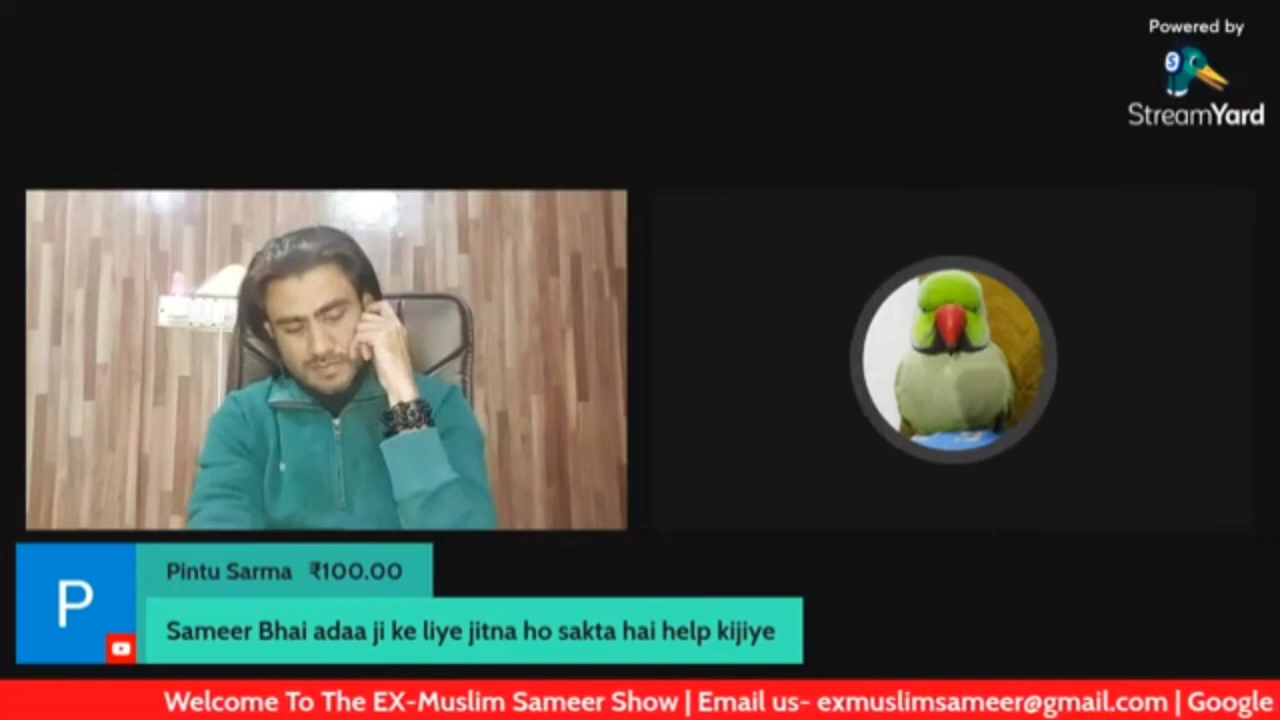 Powered by
StreamYard
Pintu Sarma ₹100.00
P
Sameer Bhai adaa ji ke liye jitna ho sakta hai help kijiye
Welcome To The EX-Muslim Sameer Show | Email us- exmuslimsameer@gmail.com | Google